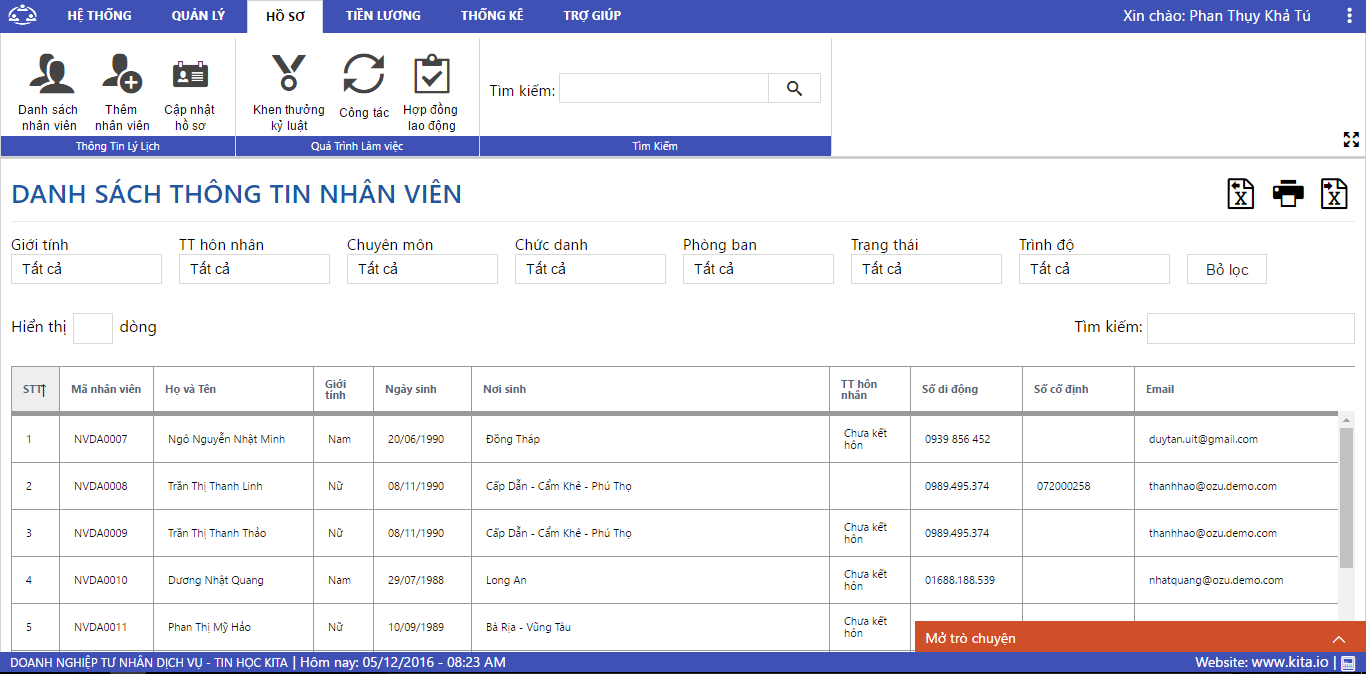 HỆ THỐNG QUẢN LÝ HỒ SƠ TIỀN LƯƠNG THỐNG KÊ TRỢ GIÚP Xin chào: Phan Thụy Khả Tú
Danh sách nhân viên
Thêm nhân viên
Cập nhật hồ sơ
Khen thưởng kỷ luật
Công tác
Hợp đồng lao động
Tìm kiếm:
Thông Tin Lý Lịch Quá Trình Làm việc Tìm Kiếm
DANH SÁCH THÔNG TIN NHÂN VIÊN
Giới tính TT hôn nhân Chuyên môn Chức danh Phòng ban Trạng thái Trình độ
Tất cả Tất cả Tất cả Tất cả Tất cả Tất cả Tất cả Bỏ lọc
Hiển thị dòng Tìm kiếm:
STT Mã nhân viên Họ và Tên Giới tính Ngày sinh Nơi sinh TT hôn nhân Số di động Số cố định Email
1 NVDA0007 Ngô Nguyễn Nhật Minh Nam 20/06/1990 Đồng Tháp Chưa kết hôn 0939 856 452 duytan.uit@gmail.com
2 NVDA0008 Trần Thị Thanh Linh Nữ 08/11/1990 Cấp Dẫn - Cẩm Khê - Phú Thọ 0989.495.374 072000258 thanhhao@ozu.demo.com
3 NVDA0009 Trần Thị Thanh Thảo Nữ 08/11/1990 Cấp Dẫn - Cẩm Khê - Phú Thọ Chưa kết hôn 0989.495.374 thanhhao@ozu.demo.com
4 NVDA0010 Dương Nhật Quang Nam 29/07/1988 Long An Chưa kết hôn 01688.188.539 nhatquang@ozu.demo.com
5 NVDA0011 Phan Thị Mỹ Hảo Nữ 10/09/1989 Bà Rịa - Vũng Tàu Chưa kết hôn
Mở trò chuyện
DOANH NGHIỆP TƯ NHÂN DỊCH VỤ - TIN HỌC KITA | Hôm nay: 05/12/2016 - 08:23 AM Website: www.kita.io |